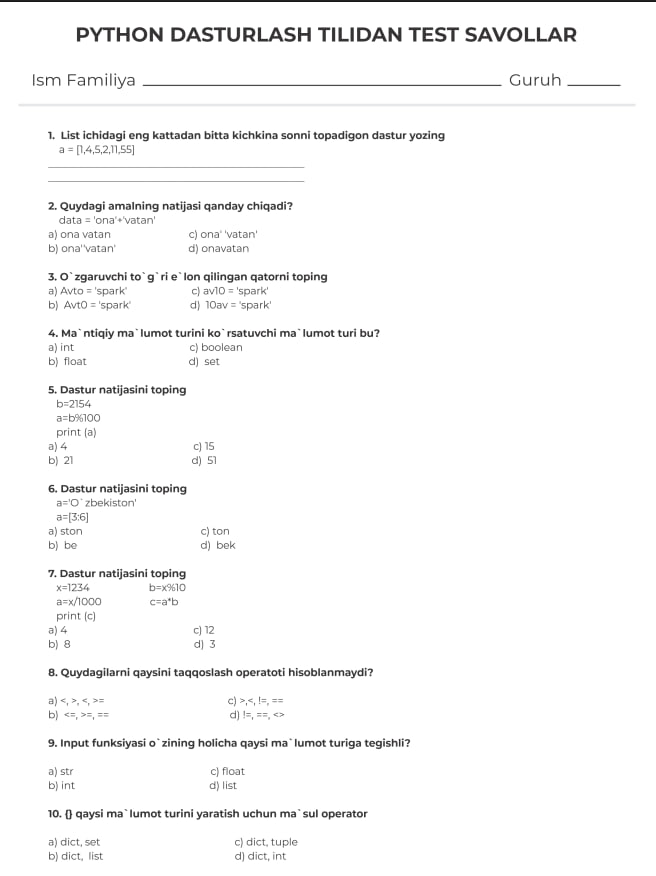 PYTHON DASTURLASH TILIDAN TEST SAVOLLAR
Ism Familiya ______ Guruh ______
1. List ichidagi eng kattadan bitta kichkina sonni topadigon dastur yozing
a = [1,4,5,2,11,55]
2. Quydagi amalning natijasi qanday chiqadi?
data = 'ona'+'vatan'
a) ona vatan c) ona' 'vatan'
b) ona''vatan' d) onavatan
3. O`zgaruvchi to`g`ri e`lon qilingan qatorni toping
a) Avto = 'spark' c) av10 = 'spark'
b) Avt0 = 'spark' d) 10av = 'spark'
4. Ma`ntiqiy ma`lumot turini ko`rsatuvchi ma`lumot turi bu?
a) int c) boolean
b) float d) set
5. Dastur natijasini toping
b=2154
a=b%100
print (a)
a) 4 c) 15
b) 21 d) 51
6. Dastur natijasini toping
a='O`zbekiston'
a=[3:6]
a) ston c) ton
b) be d) bek
7. Dastur natijasini toping
x=1234 b=x%10
a=x/1000 c=a*b
print (c)
a) 4 c) 12
b) 8 d) 3
8. Quydagilarni qaysini taqqoslash operatoti hisoblanmaydi?
a) <, >, <, >= c) >,<, !=, ==
b) <=, >=, == d) !=, ==, <>
9. Input funksiyasi o`zining holicha qaysi ma`lumot turiga tegishli?
a) str c) float
b) int d) list
10. {} qaysi ma`lumot turini yaratish uchun ma`sul operator
a) dict, set c) dict, tuple
b) dict, list d) dict, int